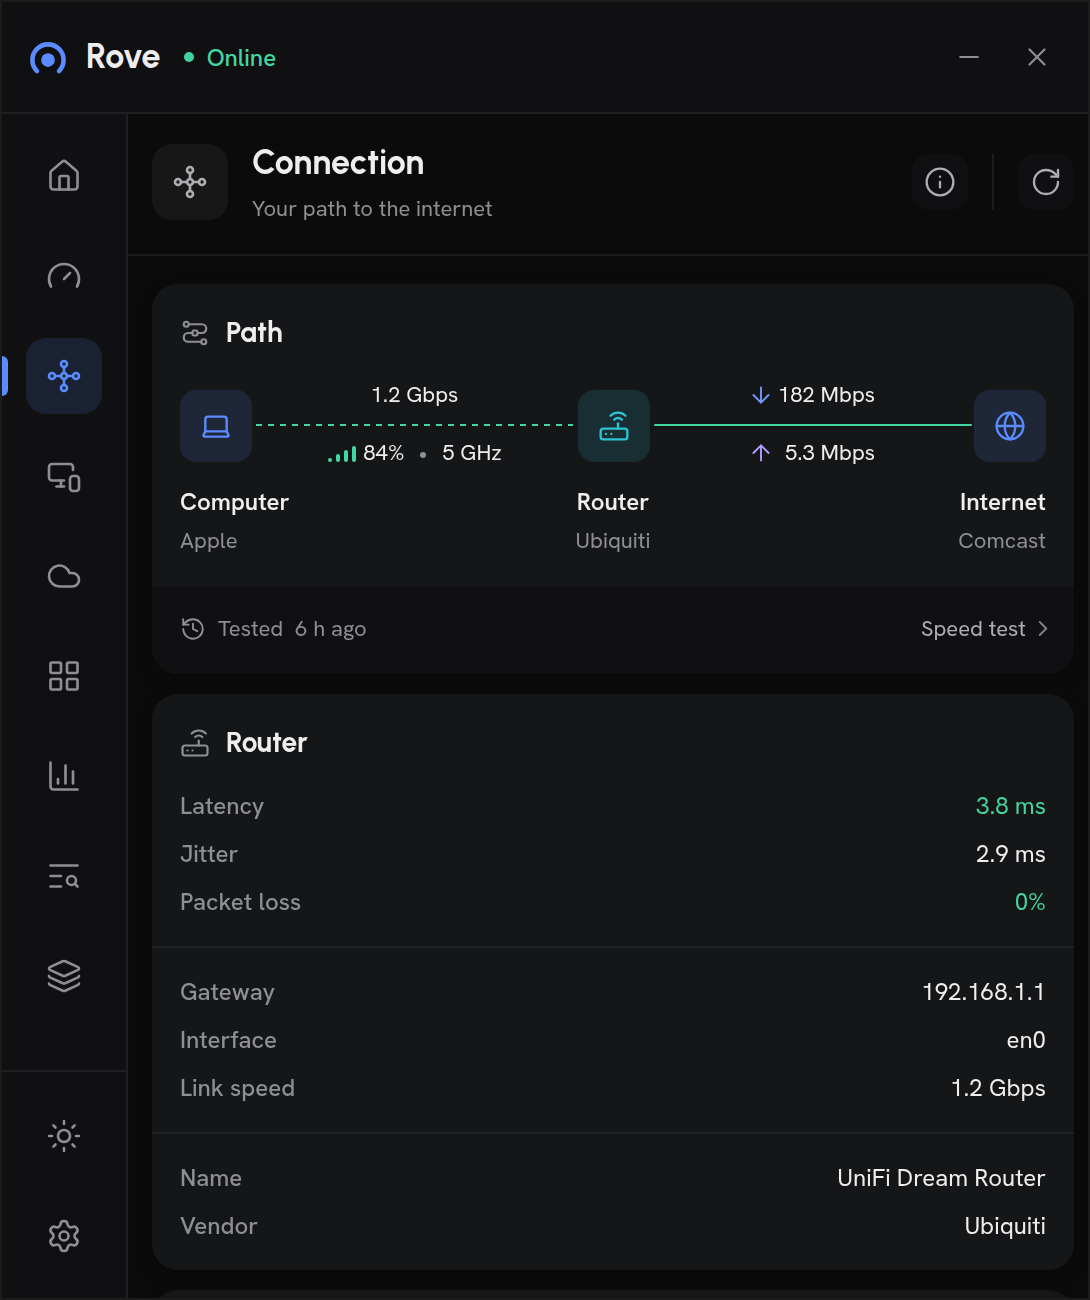 Rove
Online
Connection
Your path to the internet
Path
1.2 Gbps
182 Mbps
84% • 5 GHz
5.3 Mbps
Computer
Router
Internet
Apple
Ubiquiti
Comcast
Tested 6 h ago
Speed test
Router
Latency 3.8 ms
Jitter 2.9 ms
Packet loss 0%
Gateway 192.168.1.1
Interface en0
Link speed 1.2 Gbps
Name UniFi Dream Router
Vendor Ubiquiti